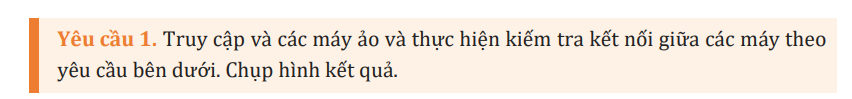 Yêu cầu 1. Truy cập và các máy ảo và thực hiện kiểm tra kết nối giữa các máy theo
yêu cầu bên dưới. Chụp hình kết quả.